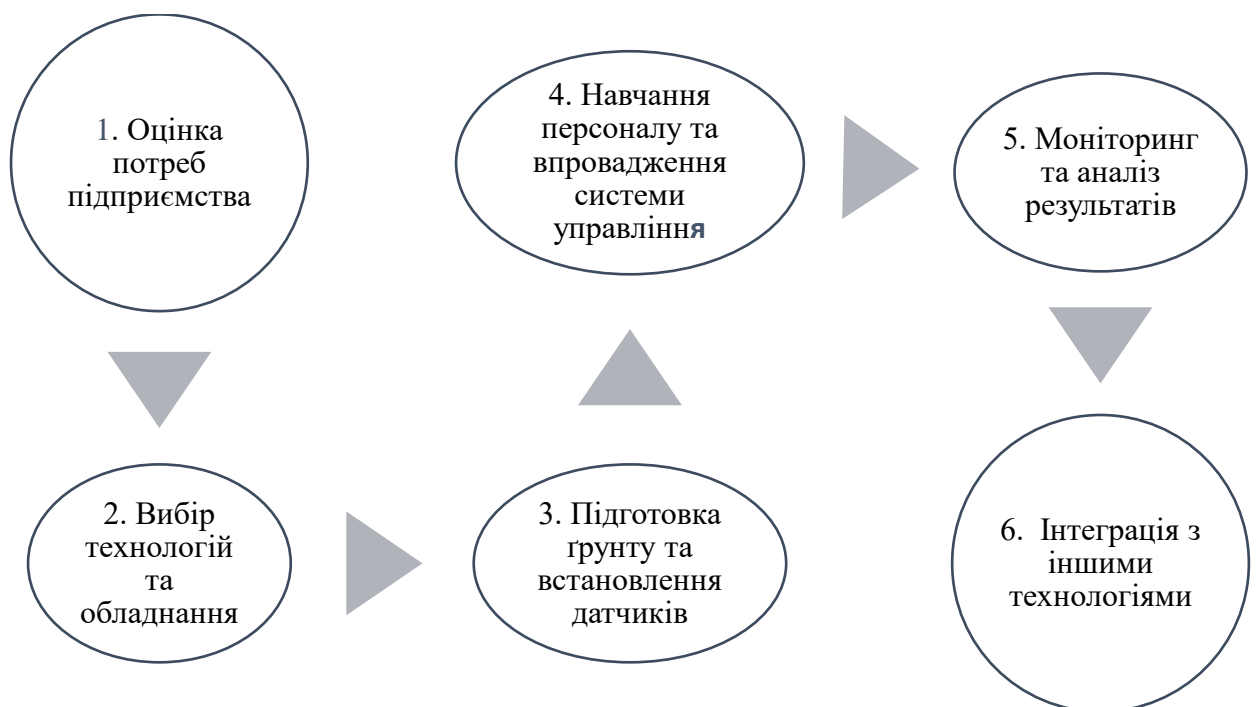 1. Оцінка
потреб
підприємства
2. Вибір
технологій
та
обладнання
3. Підготовка
ґрунту та
встановлення
датчиків
4. Навчання
персоналу та
впровадження
системи
управління
5. Моніторинг
та аналіз
результатів
6. Інтеграція з
іншими
технологіями